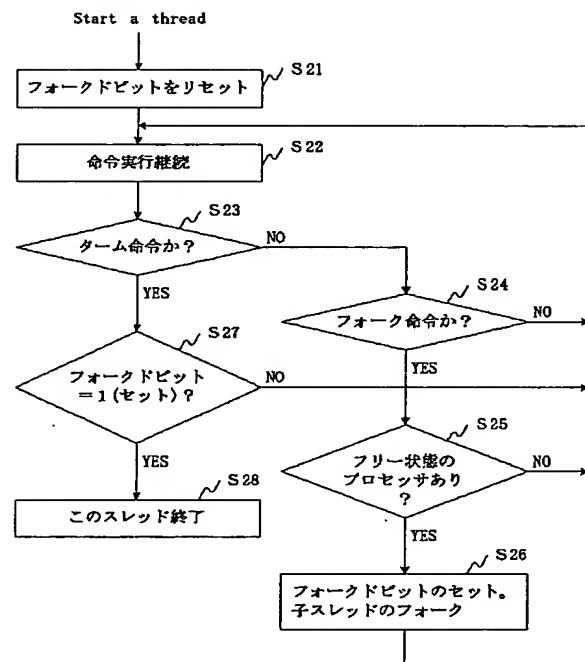 Start a thread
フォークドビットをリセット
S21
命令実行継続
S22
ターム命令か?
S23
NO
YES
フォーク命令か?
S24
NO
YES
フォークドビット
=1(セット)?
S27
NO
YES
フリー状態の
プロセッサあり
?
S25
NO
YES
このスレッド終了
S28
フォークドビットのセット。
子スレッドのフォーク
S26